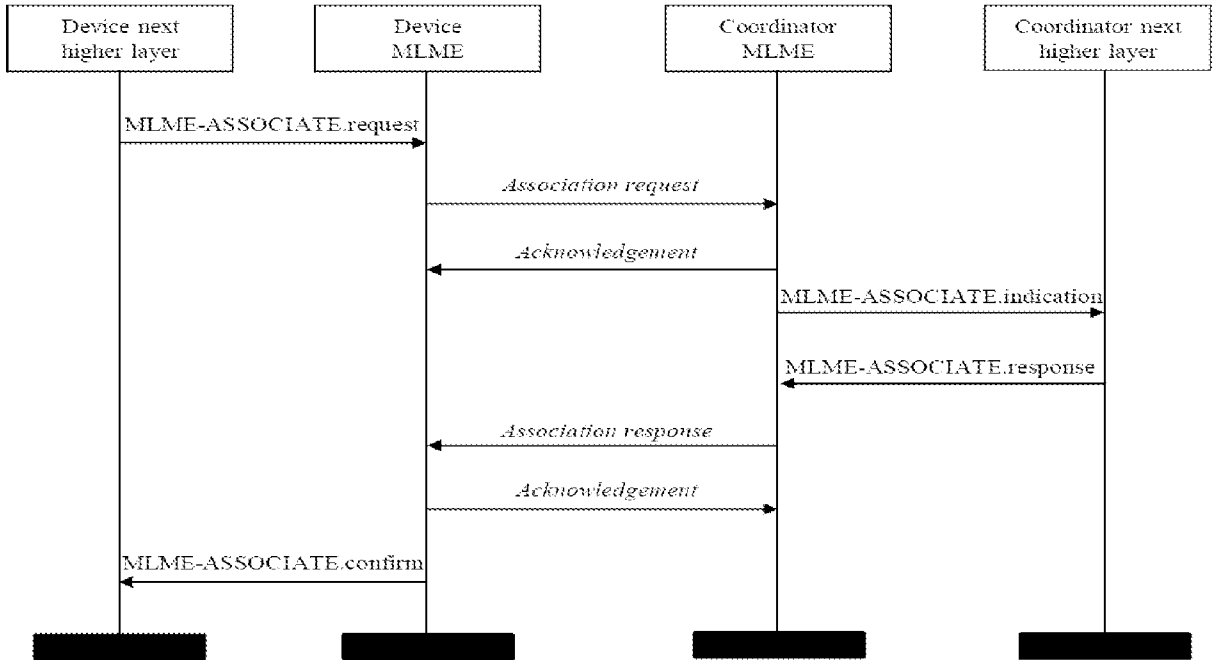 Device next
higher layer
Device
MLME
Coordinator
MLME
Coordinator next
higher layer
MLME-ASSOCIATE.request
Association request
Acknowledgement
MLME-ASSOCIATE.indication
MLME-ASSOCIATE.response
Association response
Acknowledgement
MLME-ASSOCIATE.confirm